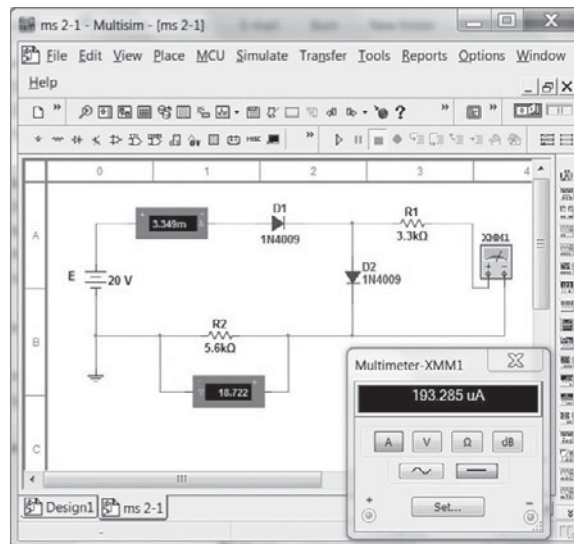 ms 2-1 - Multisim - [ms 2-1]
File Edit View Place MCU Simulate Transfer Tools Reports Options Window
Help
0 1 2 3 4
A
B
C
3.349m
D1
1N4009
R1
3.3kΩ
XMM1
E
20 V
D2
1N4009
R2
5.6kΩ
18.722
Multimeter-XMM1
193.285 uA
A V Ω dB
Set...
Design1 ms 2-1